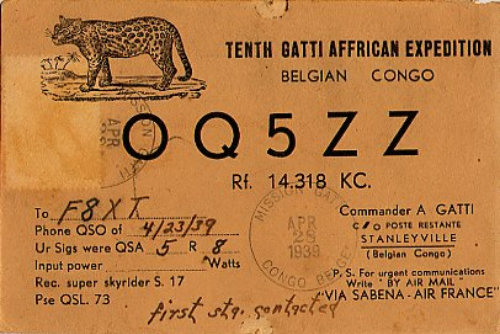 TENTH GATTI AFFRICAN EXPEDITION
BELGIAN CONGO
OQ5ZZ
Rf. 14.318 KC.
To F8XT
Phone QSO of 4/23/39
Ur Sigs were QSA 5 R 8
Input power Watts
Rec. super skyrider S. 17
Pse QSL. 73
MISSION GATTI
APR
25
1939
CONGO BELGE
APR
Commander A GATTI
C/o POSTE RESTANTE
STANLEYVILLE
(Belgian Congo)
P. S. For urgent communications
Write "BY AIR MAIL"
"VIA SABENA-AIR FRANCE"
first sta. contacted